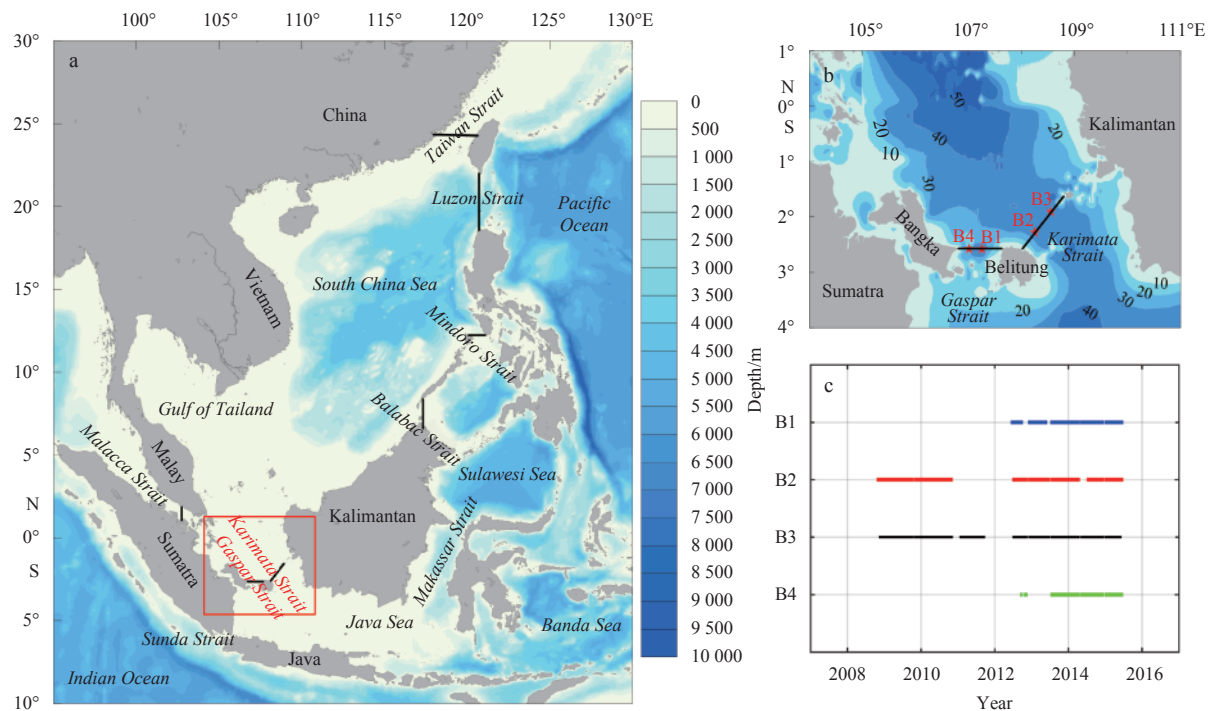 100° 105° 110° 115° 120° 125° 130°E
30°
25°
20°
15°
10°
5°
N
0°
S
5°
10°
a
China
Taiwan Strait
Luzon Strait
Pacific
Ocean
Vietnam
South China Sea
Mindoro Strait
Gulf of Tailand
Balabac Strait
Malacca Strait
Malay
Sulawesi Sea
Kalimantan
Makassar Strait
Sumatra
Karimata Strait
Gaspar Strait
Java Sea
Banda Sea
Sunda Strait
Java
Indian Ocean
0
500
1 000
1 500
2 000
2 500
3 000
3 500
4 000
4 500
5 000
5 500
6 000
6 500
7 000
7 500
8 000
8 500
9 000
9 500
10 000
Depth/m
105° 107° 109° 111°E
1°
N
0°
S
1°
2°
3°
4°
b
50
20
40
20
10
30
Kalimantan
B3
B2
B4 B1
Bangka
Karimata
Strait
Belitung
Sumatra
Gaspar
Strait
20
40
30
20
10
c
B1
B2
B3
B4
2008 2010 2012 2014 2016
Year